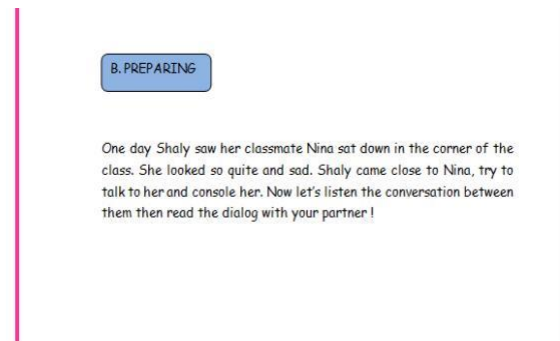 B. PREPARING
One day Shaly saw her classmate Nina sat down in the corner of the
class. She looked so quite and sad. Shaly came close to Nina, try to
talk to her and console her. Now let's listen the conversation between
them then read the dialog with your partner !